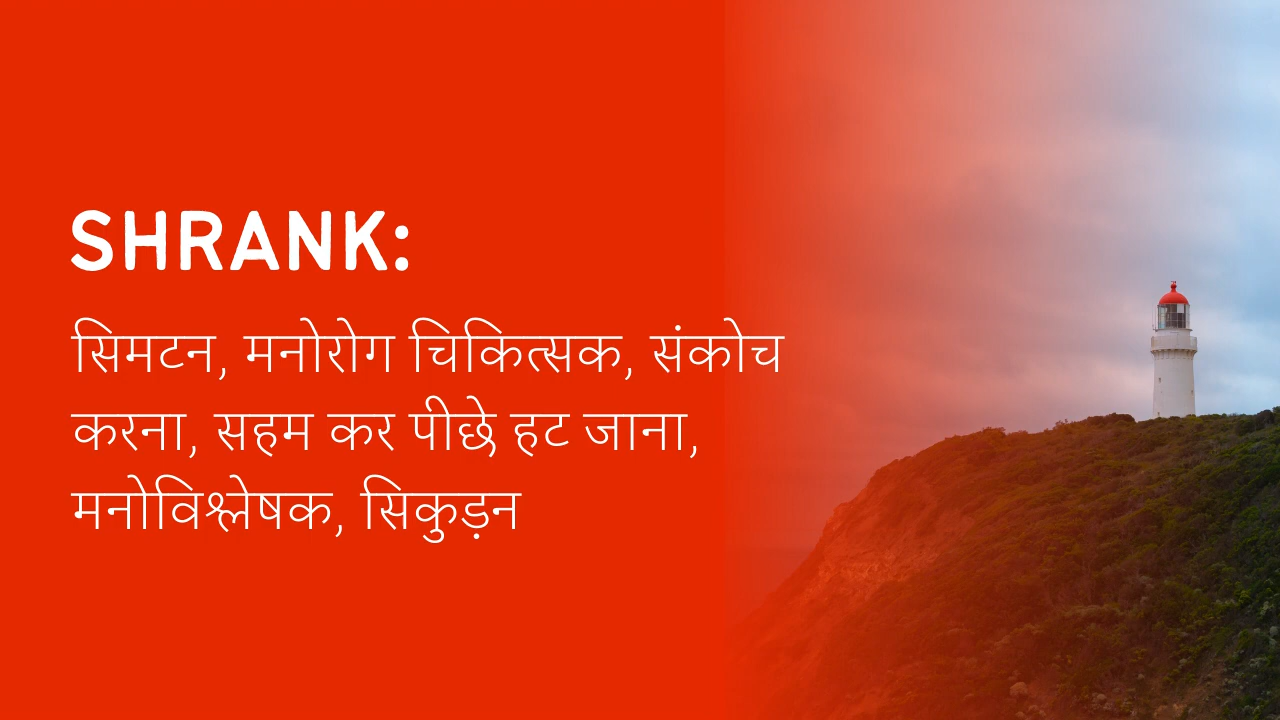 SHRANK:
सिमटन, मनोरोग चिकित्सक, संकोच
करना, सहम कर पीछे हट जाना,
मनोविश्लेषक, सिकुड़न